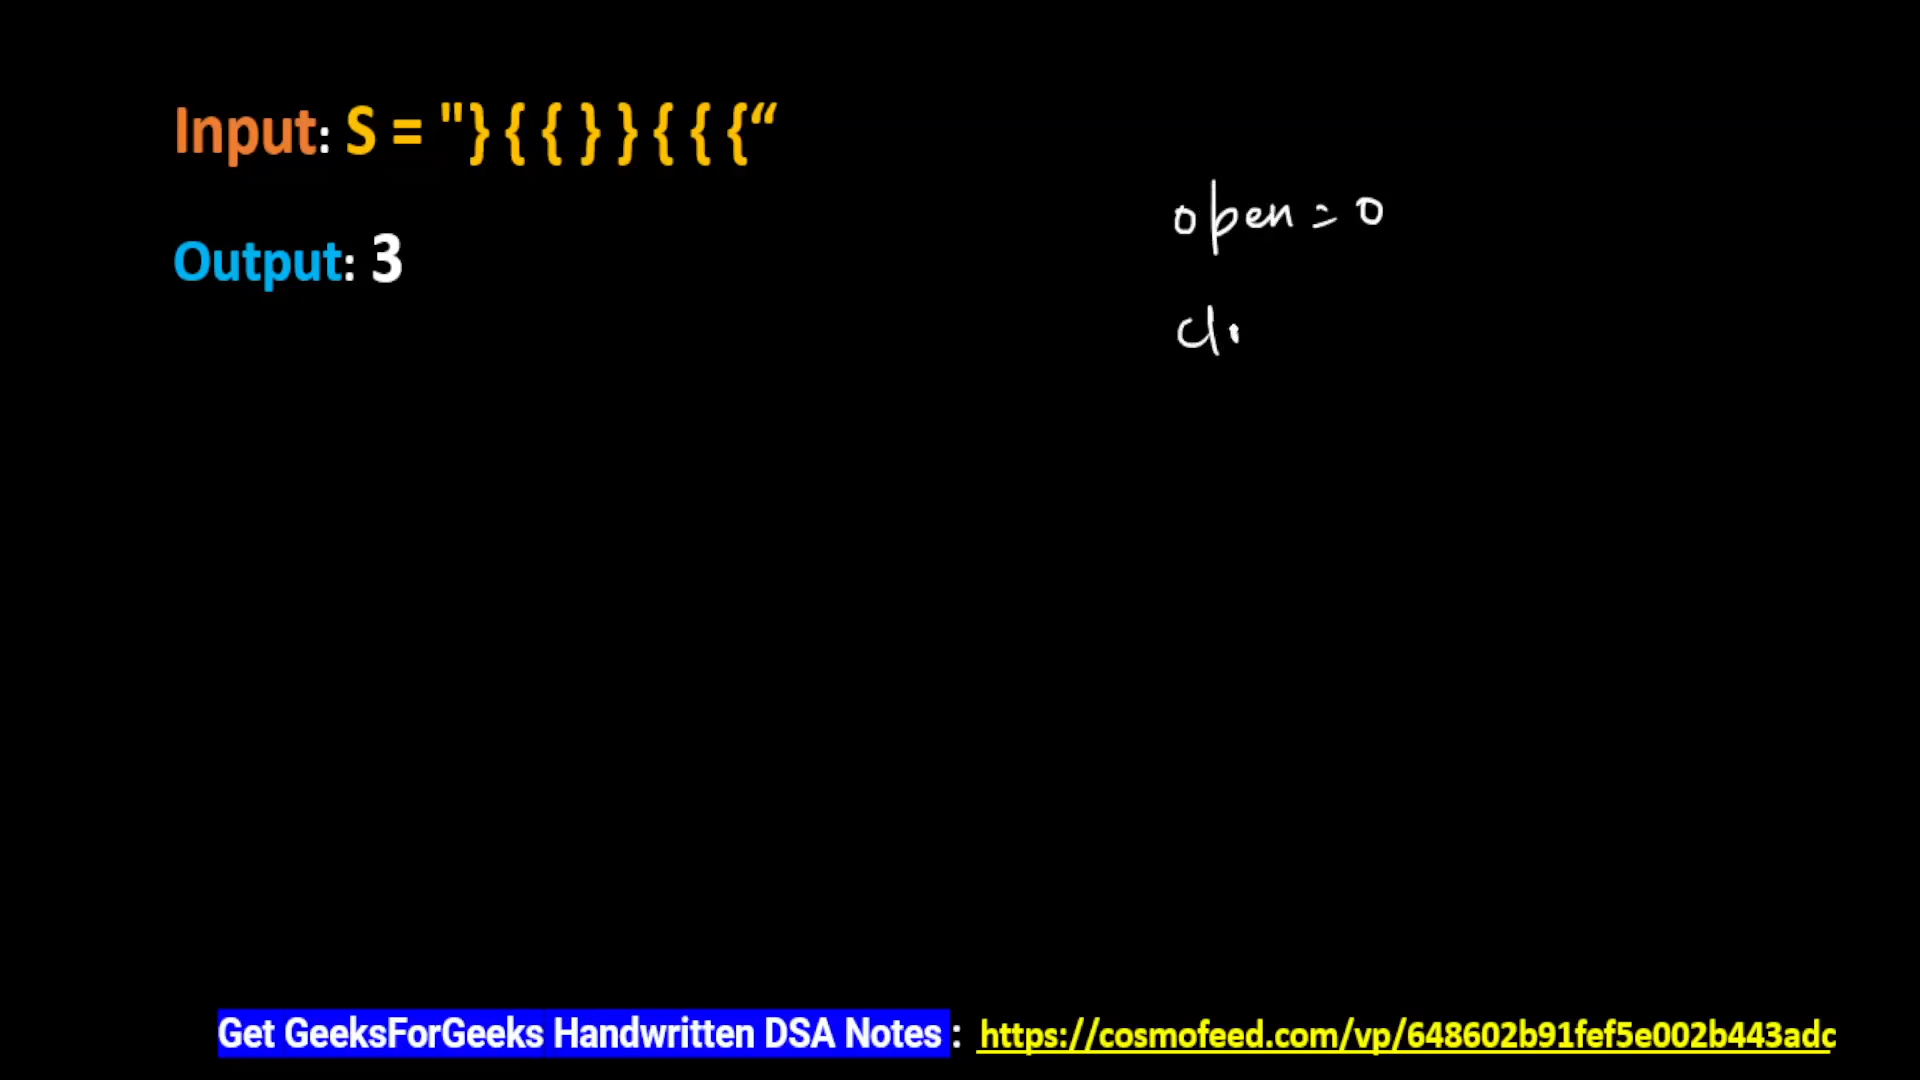 Input: S = "} { { } } { { {“
open = 0
Output: 3
Get GeeksForGeeks Handwritten DSA Notes : https://cosmofeed.com/vp/648602b91fef5e002b443adc